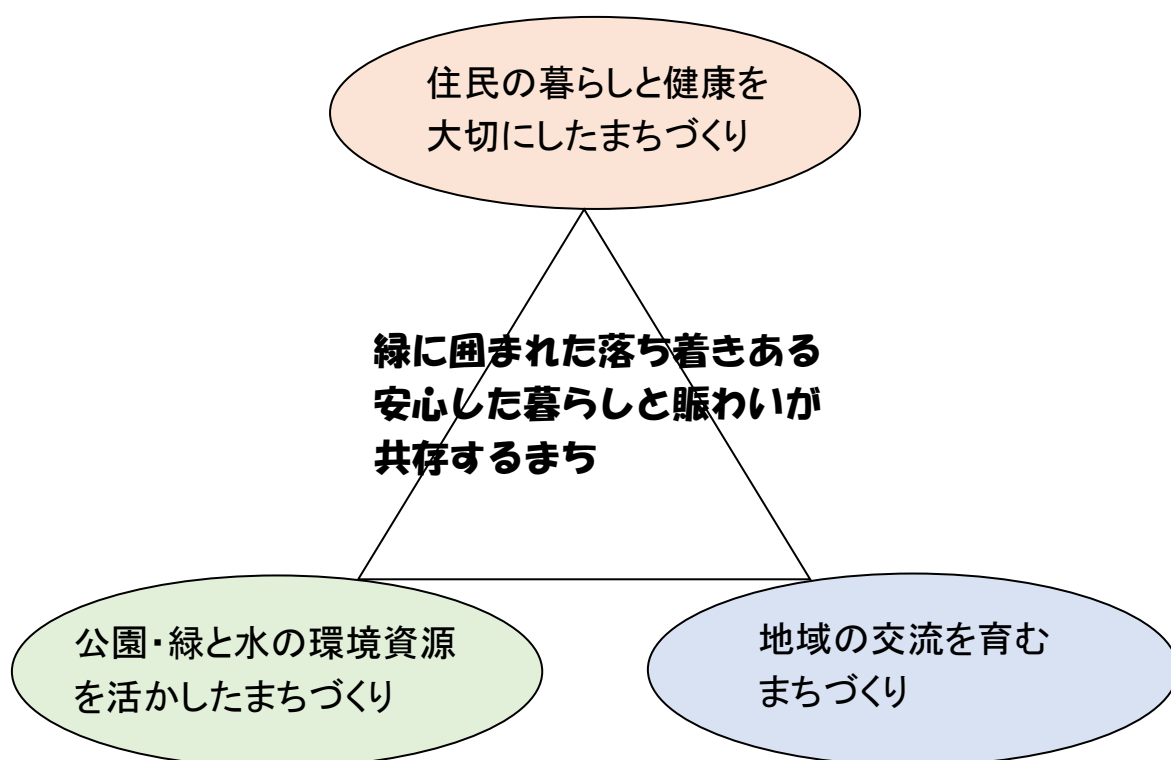 住民の暮らしと健康を
大切にしたまちづくり
緑に囲まれた落ち着きある
安心した暮らしと賑わいが
共存するまち
公園・緑と水の環境資源
を活かしたまちづくり
地域の交流を育む
まちづくり